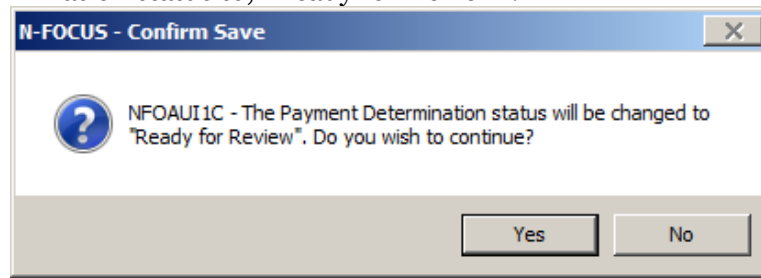 N-FOCUS - Confirm Save
NFOAUI1C - The Payment Determination status will be changed to
"Ready for Review". Do you wish to continue?
Yes No